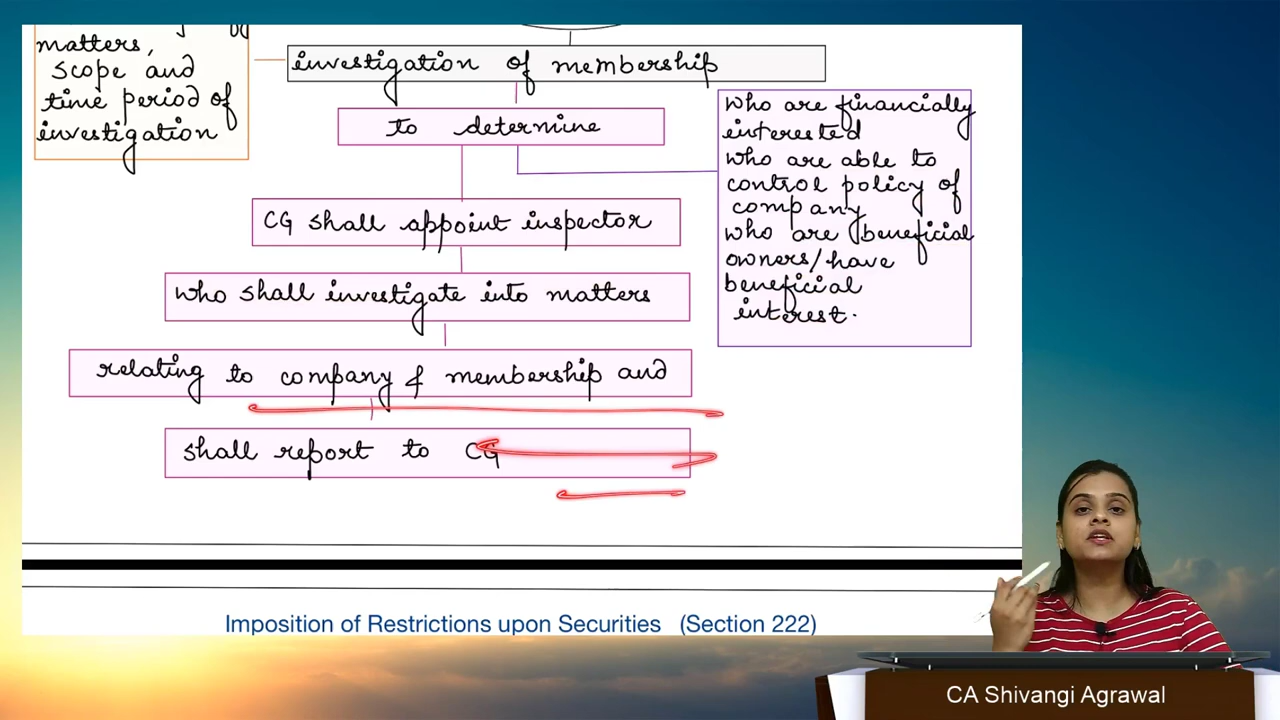 matters,
scope and
time period of
investigation
investigation of membership
to determine
who are financially
interested
who are able to
control policy of
company
who are beneficial
owners/have
beneficial
interest.
CG shall appoint inspector
who shall investigate into matters
relating to company & membership and
shall report to CG
Imposition of Restrictions upon Securities (Section 222)
CA Shivangi Agrawal